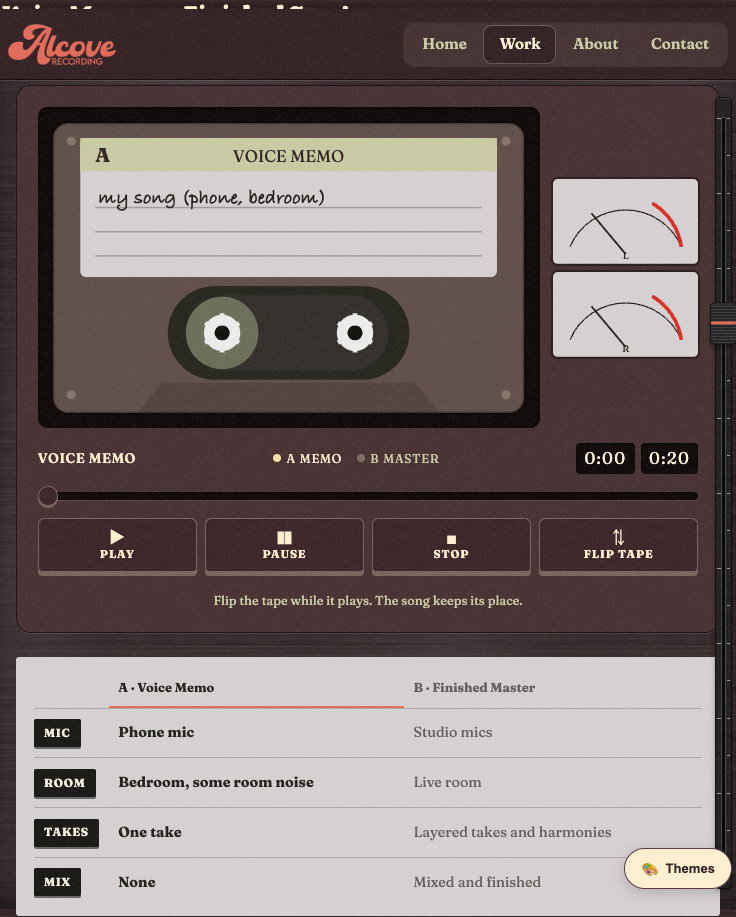 Alcove
RECORDING
Home Work About Contact
A VOICE MEMO
my song (phone, bedroom)
L
R
VOICE MEMO A MEMO B MASTER 0:00 0:20
PLAY PAUSE STOP FLIP TAPE
Flip the tape while it plays. The song keeps its place.
A · Voice Memo B · Finished Master
MIC Phone mic Studio mics
ROOM Bedroom, some room noise Live room
TAKES One take Layered takes and harmonies
MIX None Mixed and finished
Themes